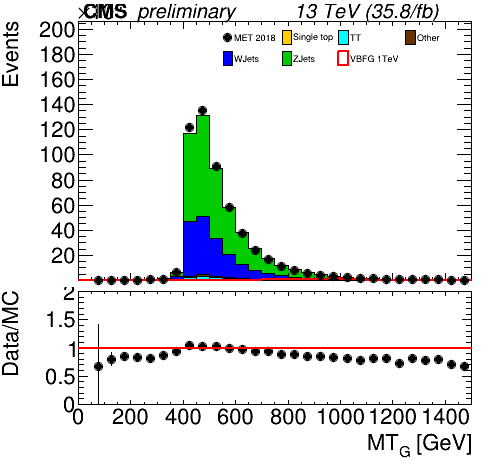 CMS preliminary 13 TeV (35.8/fb)
Events
MET 2018 Single top TT Other
WJets ZJets VBFG 1TeV
200
180
160
140
120
100
80
60
40
20
Data/MC
2
1.5
1
0.5
0
0 200 400 600 800 1000 1200 1400
MT_G [GeV]